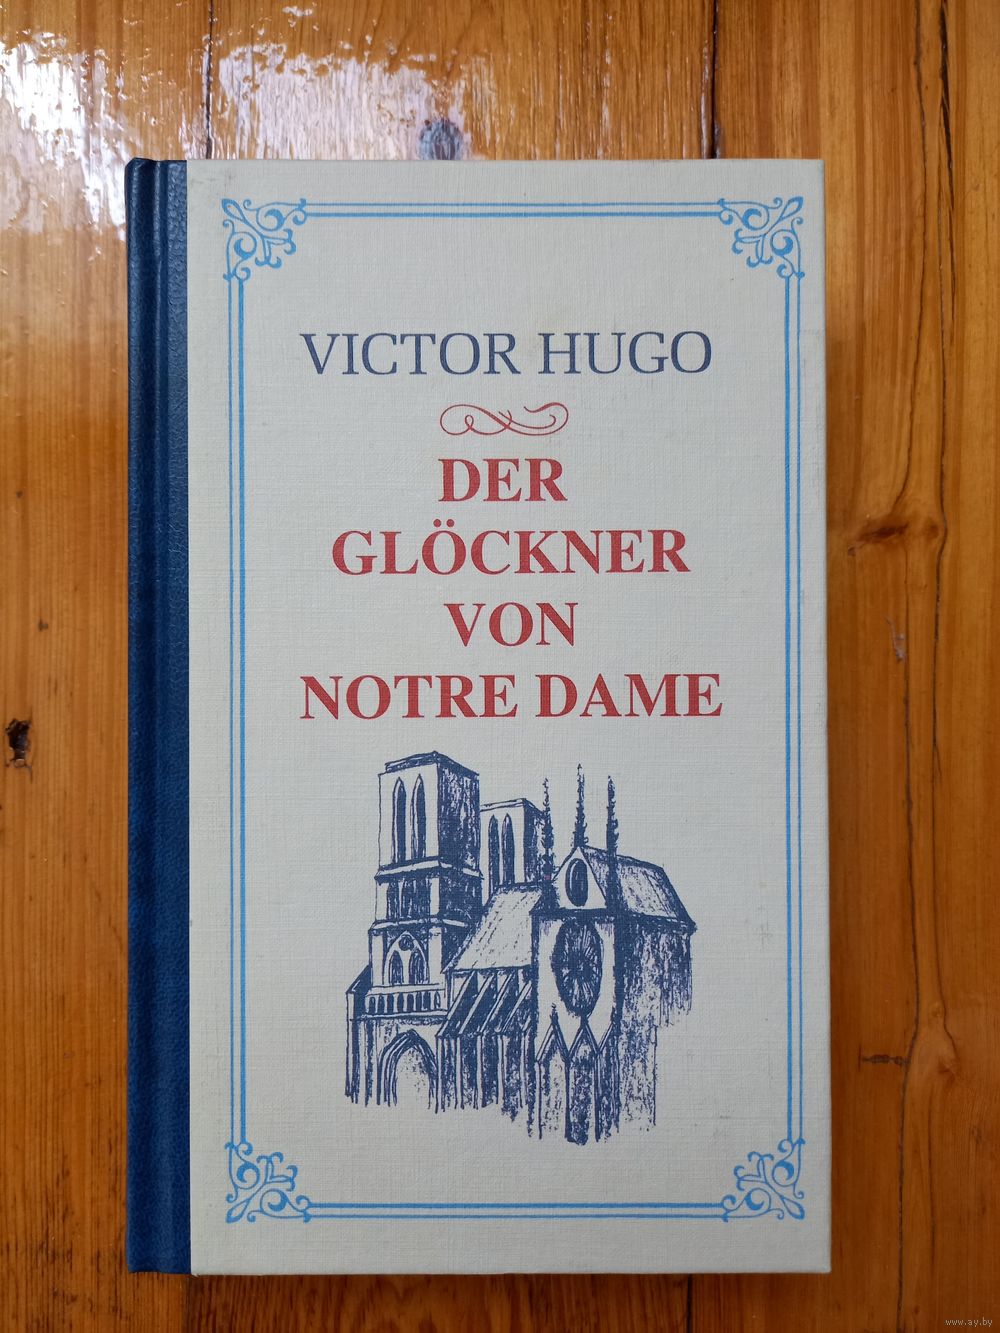 VICTOR HUGO
DER
GLÖCKNER
VON
NOTRE DAME
www.ay.by